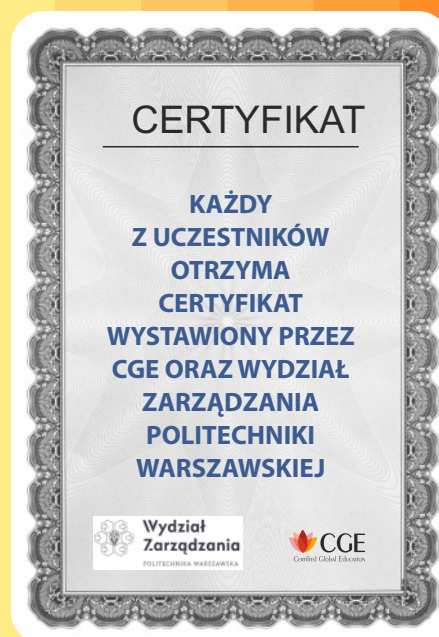 CERTYFIKAT
KAŻDY
Z UCZESTNIKÓW
OTRZYMA
CERTYFIKAT
WYSTAWIONY PRZEZ
CGE ORAZ WYDZIAŁ
ZARZĄDZANIA
POLITECHNIKI
WARSZAWSKIEJ
Wydział
Zarządzania
POLITECHNIKA WARSZAWSKA
CGE
Certified Global Education